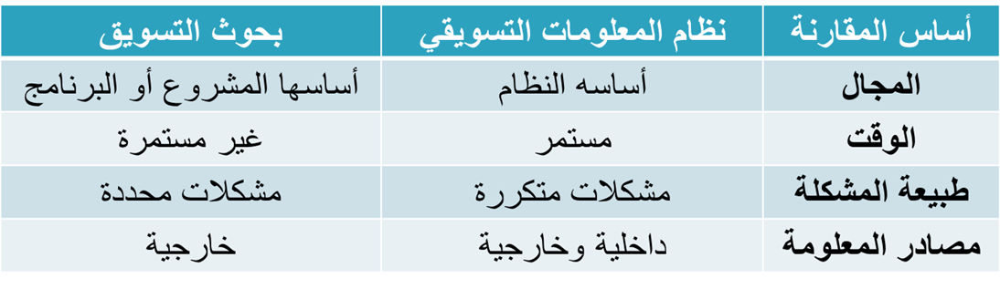 أساس المقارنة نظام المعلومات التسويقي بحوث التسويق
المجال أساسه النظام أساسها المشروع أو البرنامج
الوقت مستمر غير مستمرة
طبيعة المشكلة مشكلات متكررة مشكلات محددة
مصادر المعلومة داخلية وخارجية خارجية